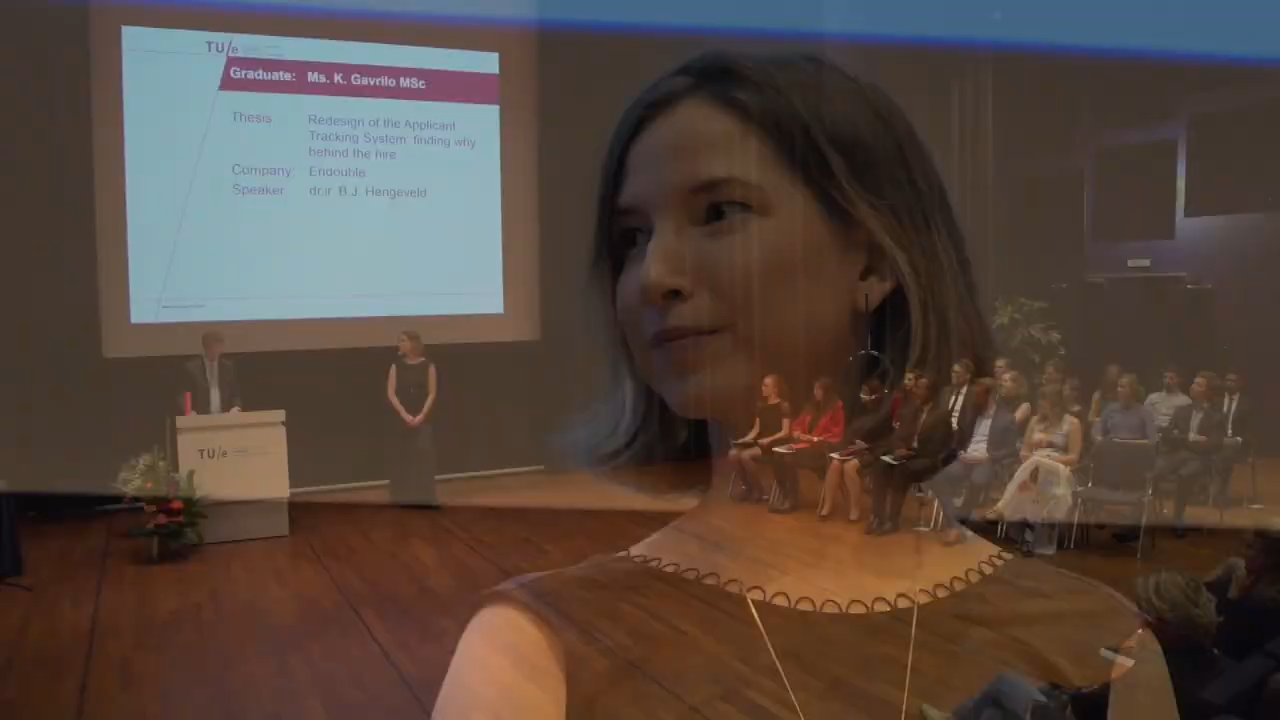 TU/e
Graduate: Ms. K. Gavrilo MSc
Thesis Redesign of the Applicant
Tracking System: finding why
behind the hire
Company Endouble
Speaker dr.ir. B.J. Hengeveld
TU/e